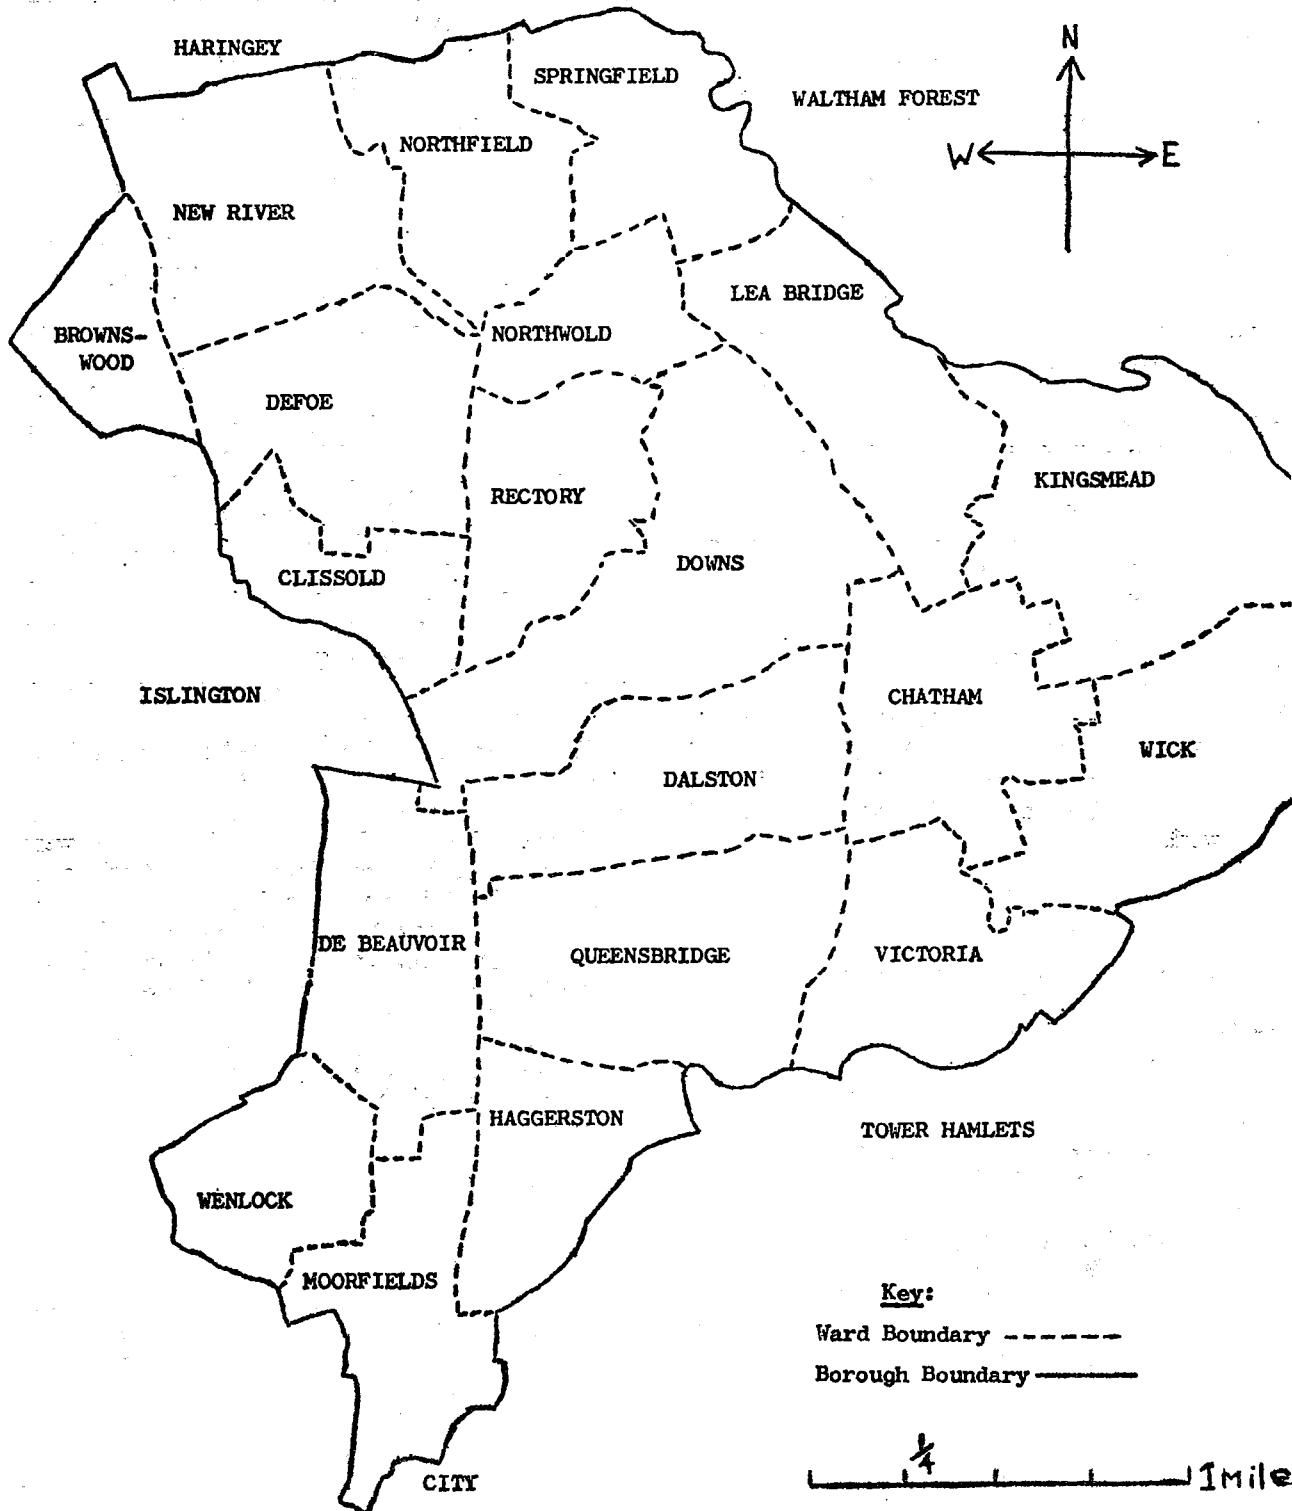 HARINGEY
N
SPRINGFIELD
WALTHAM FOREST
NORTHFIELD
W
E
NEW RIVER
LEA BRIDGE
BROWNS-
WOOD
NORTHWOLD
DEFOE
KINGSMEAD
RECTORY
DOWNS
CLISSOLD
ISLINGTON
CHATHAM
WICK
DALSTON
DE BEAUVOIR
QUEENSBRIDGE
VICTORIA
HAGGERSTON
TOWER HAMLETS
WENLOCK
MOORFIELDS
Key:
Ward Boundary
Borough Boundary
CITY
1/4
1 mile